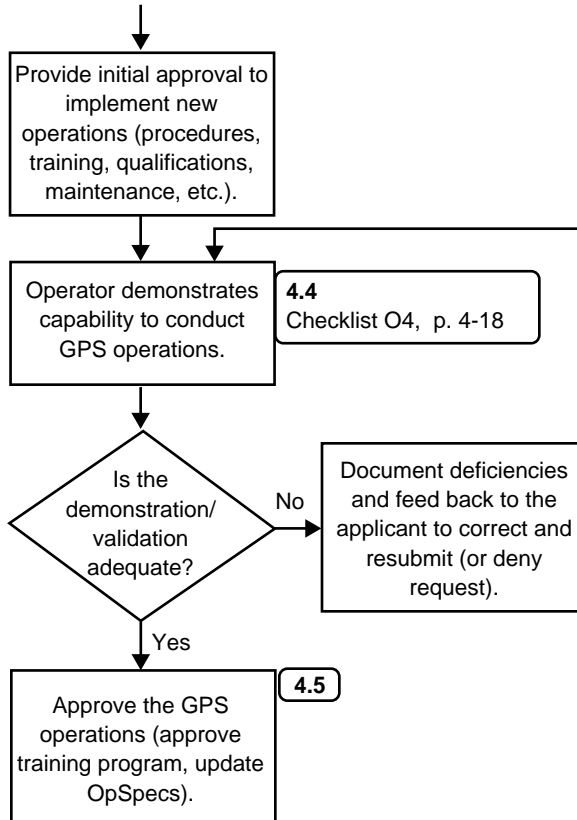 Provide initial approval to
implement new
operations (procedures,
training, qualifications,
maintenance, etc.).
Operator demonstrates
capability to conduct
GPS operations.
4.4
Checklist O4, p. 4-18
Is the
demonstration/
validation
adequate?
No
Document deficiencies
and feed back to the
applicant to correct and
resubmit (or deny
request).
Yes
4.5
Approve the GPS
operations (approve
training program, update
OpSpecs).